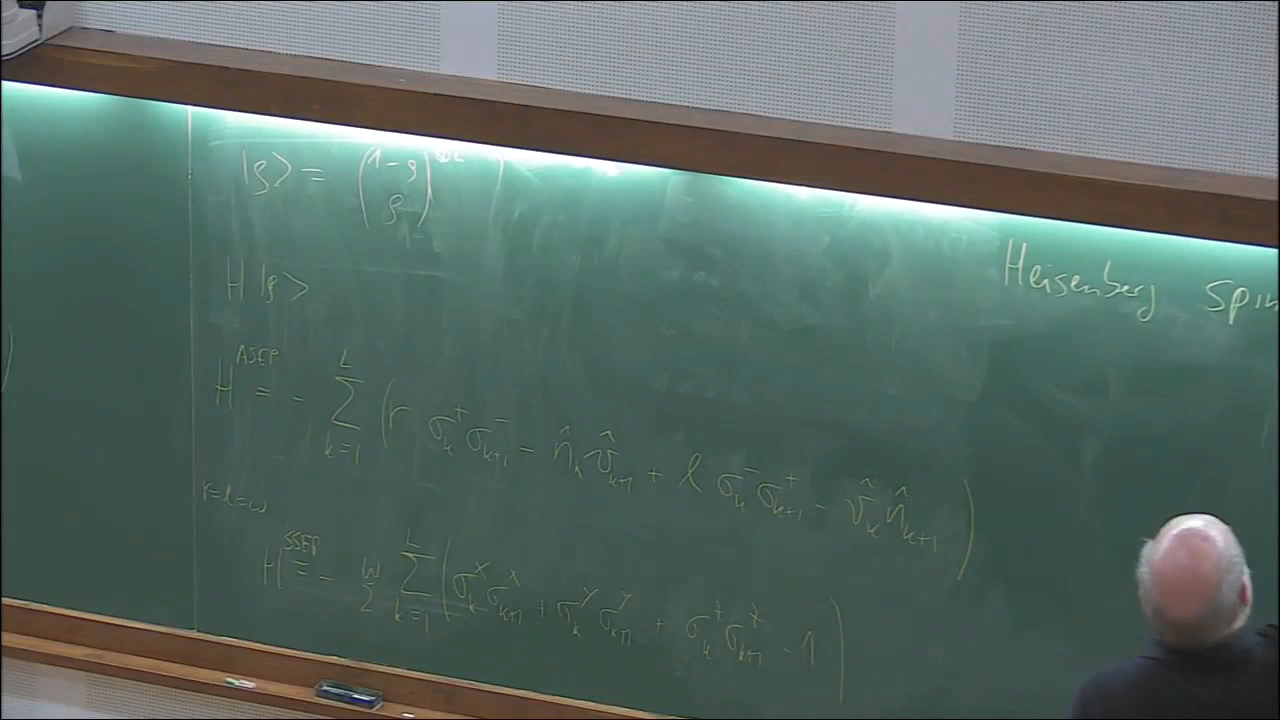 |ρ> = (1-ρ ρ)^{⊗L}
H |ρ>
H^{ASEP} = - Σ_{k=1}^{L} (r σ_k^+ σ_{k+1}^- - n̂_k v̂_{k+1} + l σ_k^- σ_{k+1}^+ - v̂_k n̂_{k+1})
r=l=w
H^{SSEP} = - w/2 Σ_{k=1}^{L} (σ_k^x σ_{k+1}^x + σ_k^y σ_{k+1}^y + σ_k^z σ_{k+1}^z - 1)
Heisenberg Spin